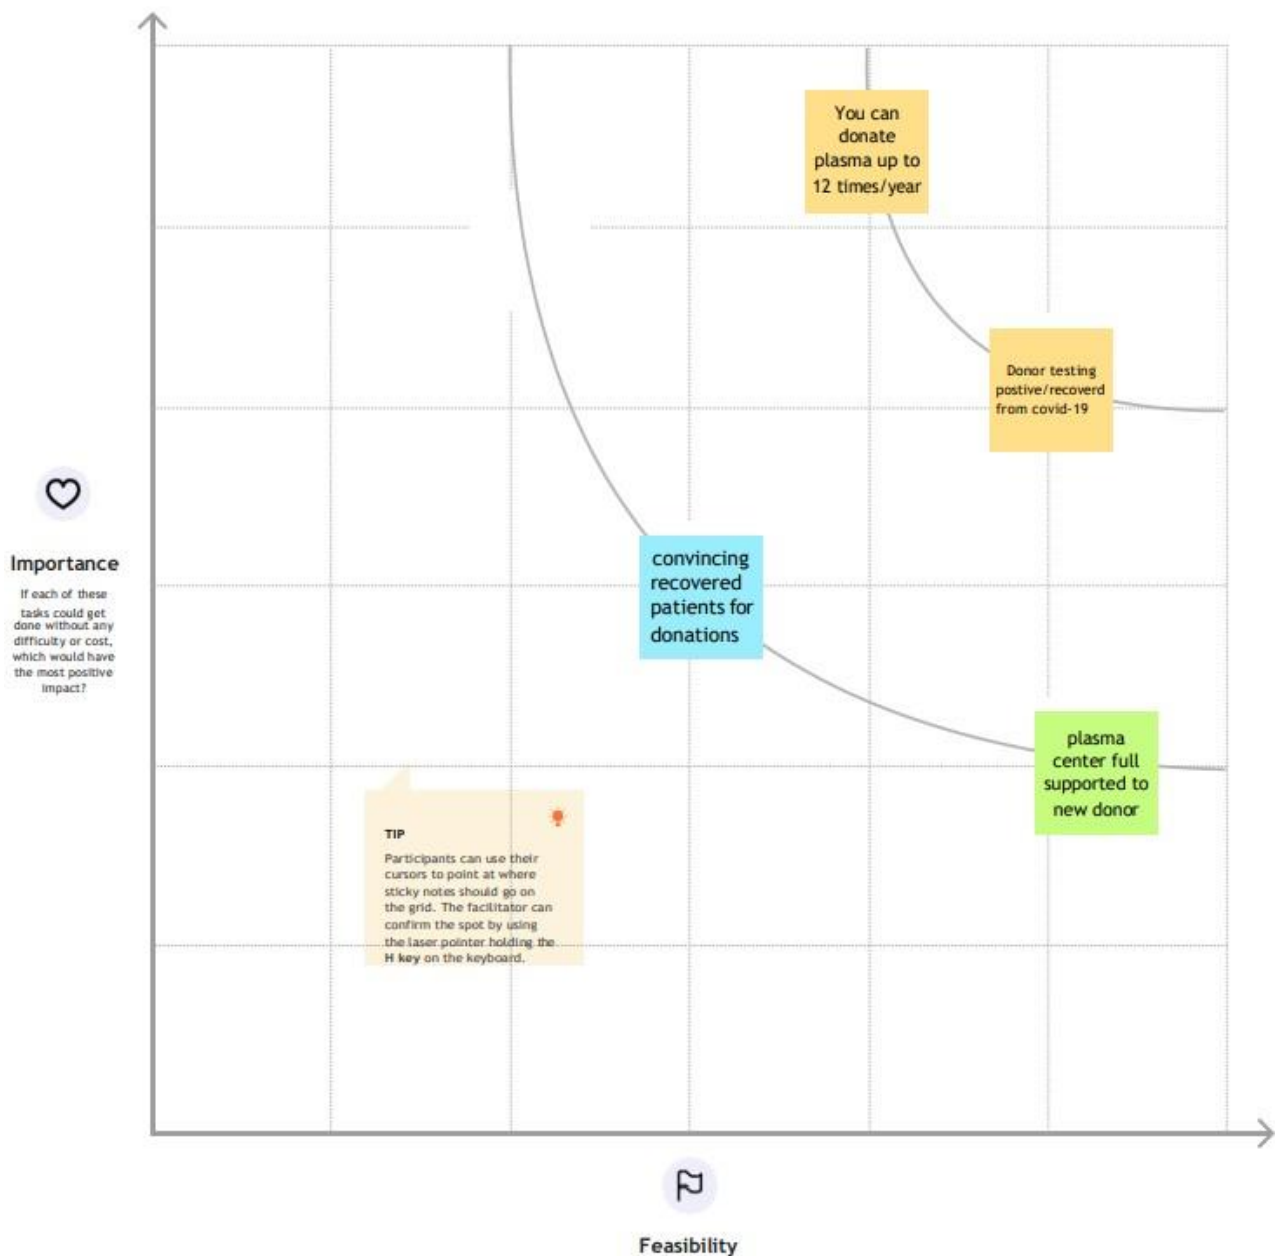 You can
donate
plasma up to
12 times/year
Donor testing
postive/recoverd
from covid-19
Importance
If each of these
tasks could get
done without any
difficulty or cost,
which would have
the most positive
impact?
convincing
recovered
patients for
donations
plasma
center full
supported to
new donor
TIP
Participants can use their
cursors to point at where
sticky notes should go on
the grid. The facilitator can
confirm the spot by using
the laser pointer holding the
H key on the keyboard.
Feasibility